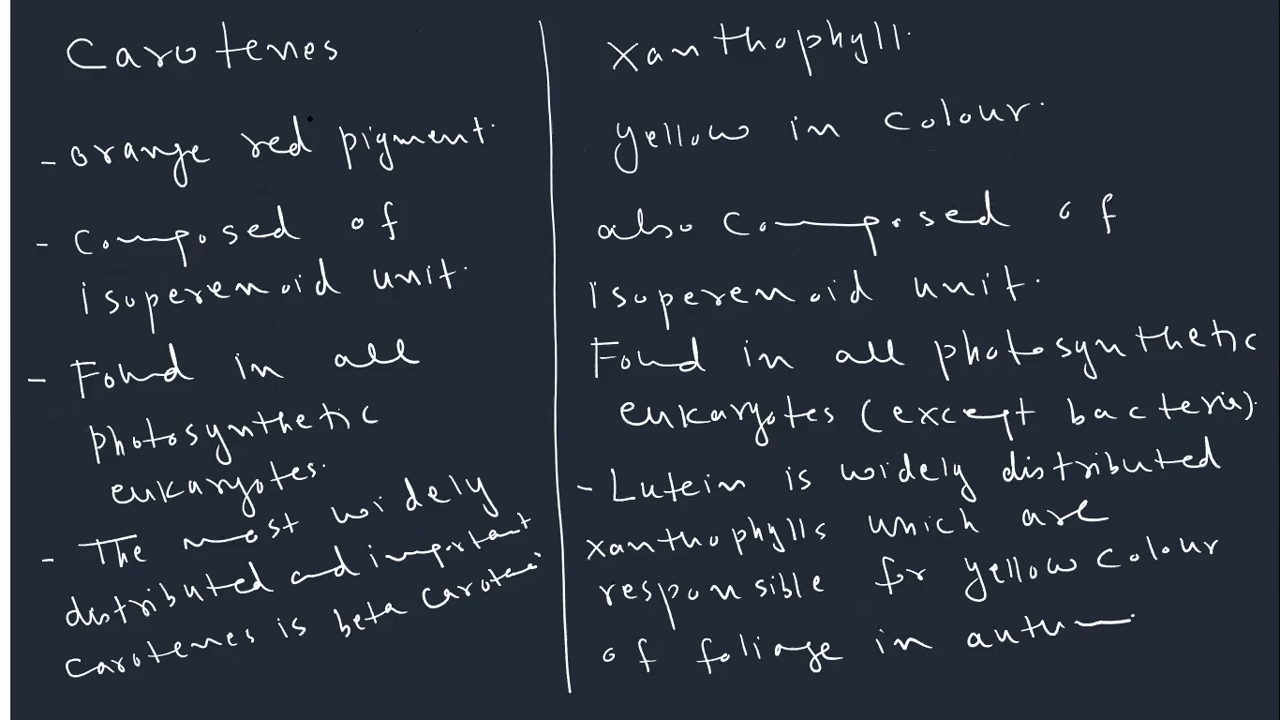 Carotenes
- orange red pigment.
- Composed of
isoperenoid unit.
- Found in all
photosynthetic
eukaryotes.
- The most widely
distributed and important
carotenes is beta carotene
Xanthophyll.
yellow in colour.
also composed of
isoperenoid unit.
Found in all photosynthetic
eukaryotes (except bacteria).
- Lutein is widely distributed
xanthophylls which are
responsible for yellow colour
of foliage in autum